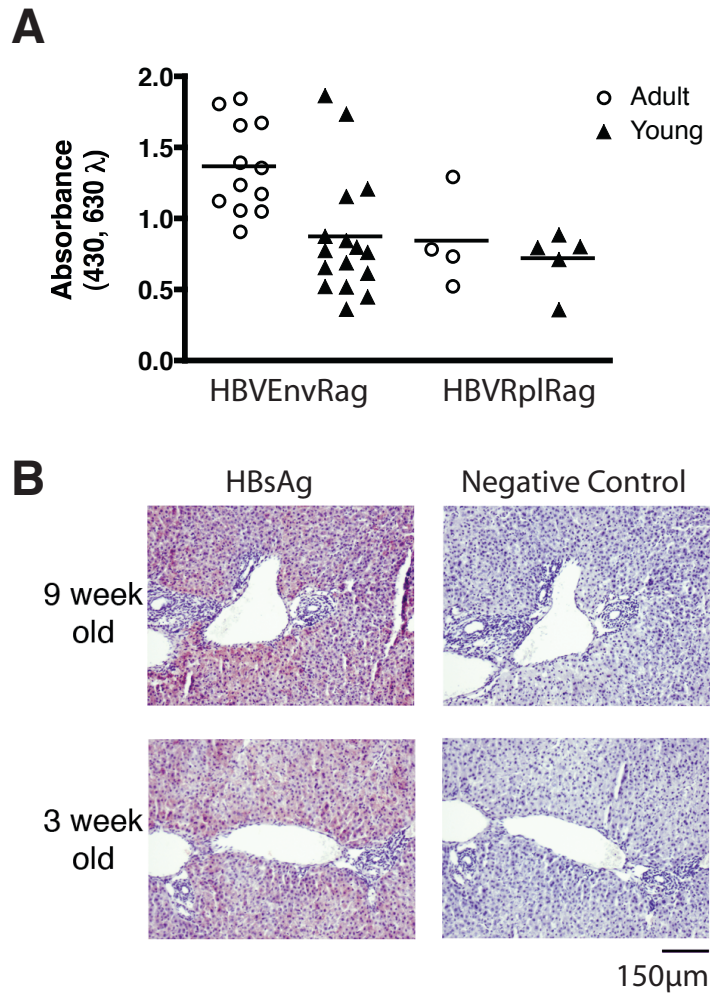 A
2.0
1.5
1.0
0.5
0.0
Absorbance
(430, 630 λ)
Adult
Young
HBVEnvRag HBVRplRag
B
HBsAg Negative Control
9 week
old
3 week
old
150µm